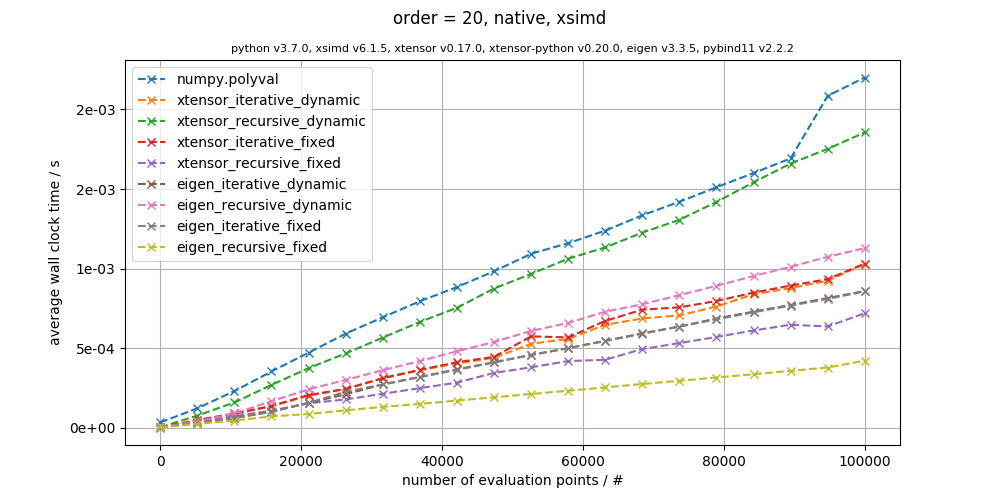 order = 20, native, xsimd
python v3.7.0, xsimd v6.1.5, xtensor v0.17.0, xtensor-python v0.20.0, eigen v3.3.5, pybind11 v2.2.2
numpy.polyval
xtensor_iterative_dynamic
xtensor_recursive_dynamic
xtensor_iterative_fixed
xtensor_recursive_fixed
eigen_iterative_dynamic
eigen_recursive_dynamic
eigen_iterative_fixed
eigen_recursive_fixed
average wall clock time / s
2e-03
2e-03
1e-03
5e-04
0e+00
0
20000
40000
60000
80000
100000
number of evaluation points / #